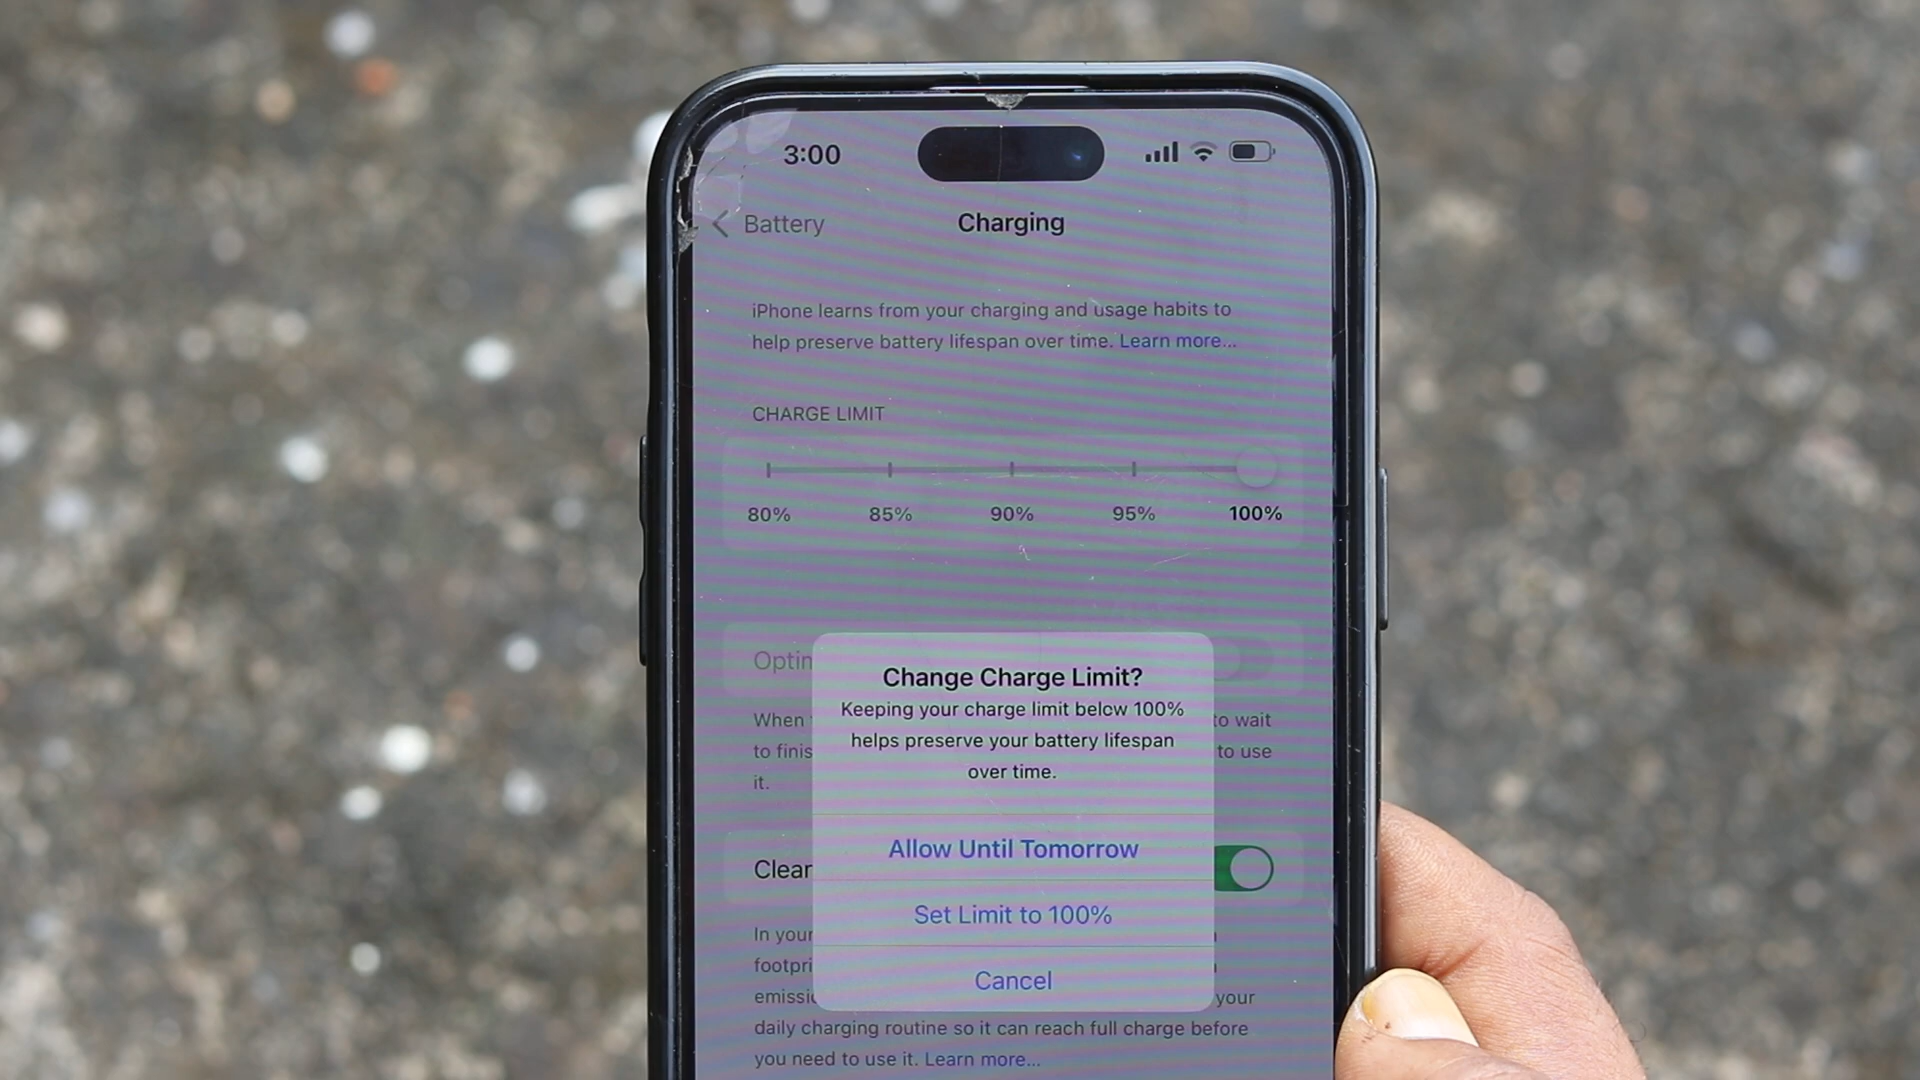 3:00
Battery
Charging
iPhone learns from your charging and usage habits to
help preserve battery lifespan over time. Learn more...
CHARGE LIMIT
80% 85% 90% 95% 100%
Change Charge Limit?
Keeping your charge limit below 100%
helps preserve your battery lifespan
over time.
Allow Until Tomorrow
Set Limit to 100%
Cancel
When to wait
to finis to use
it.
In your
your
daily charging routine so it can reach full charge before
you need to use it. Learn more...